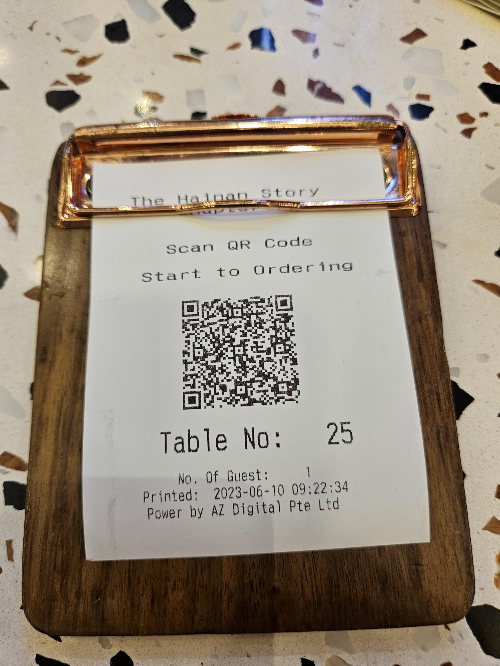 The Hainan Story
Scan QR Code
Start to Ordering
Table No: 25
No. Of Guest: 1
Printed: 2023-06-10 09:22:34
Power by AZ Digital Pte Ltd